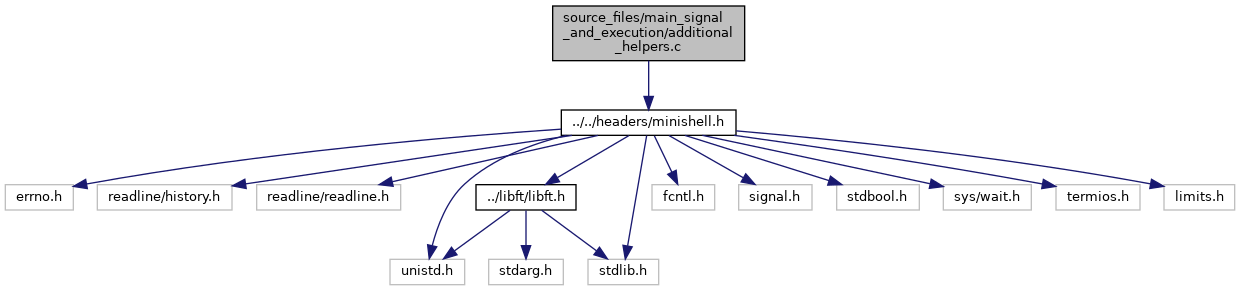 source_files/main_signal
_and_execution/additional
_helpers.c
../../headers/minishell.h
errno.h
readline/history.h
readline/readline.h
../libft/libft.h
fcntl.h
signal.h
stdbool.h
sys/wait.h
termios.h
limits.h
unistd.h
stdarg.h
stdlib.h